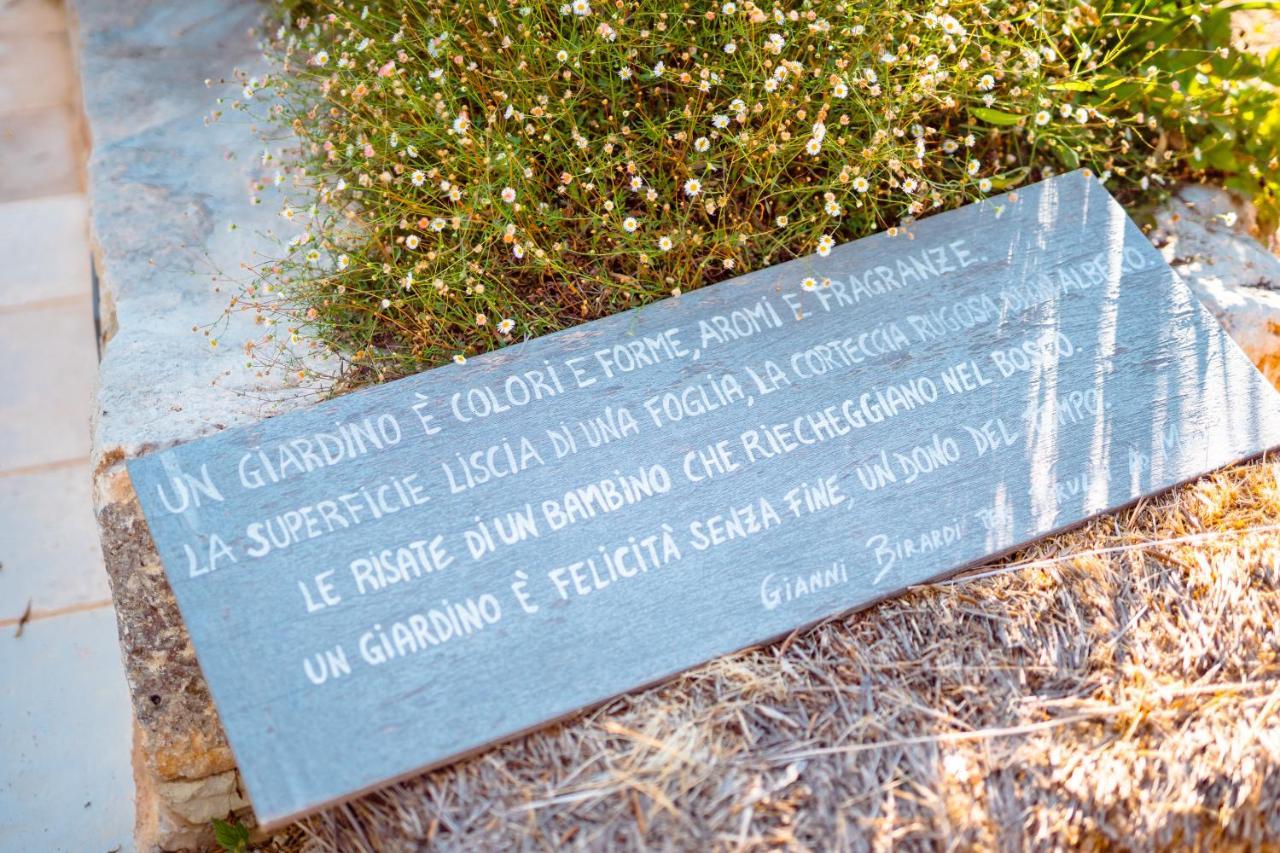 UN GIARDINO È COLORI E FORME, AROMI E FRAGRANZE.
LA SUPERFICIE LISCIA DI UNA FOGLIA, LA CORTECCIA RUGOSA DI UN ALBERO
LE RISATE DI UN BAMBINO CHE RIECHEGGIANO NEL BOSCO.
UN GIARDINO È FELICITÀ SENZA FINE, UN DONO DEL TEMPO.
GIANNI BIRARDI